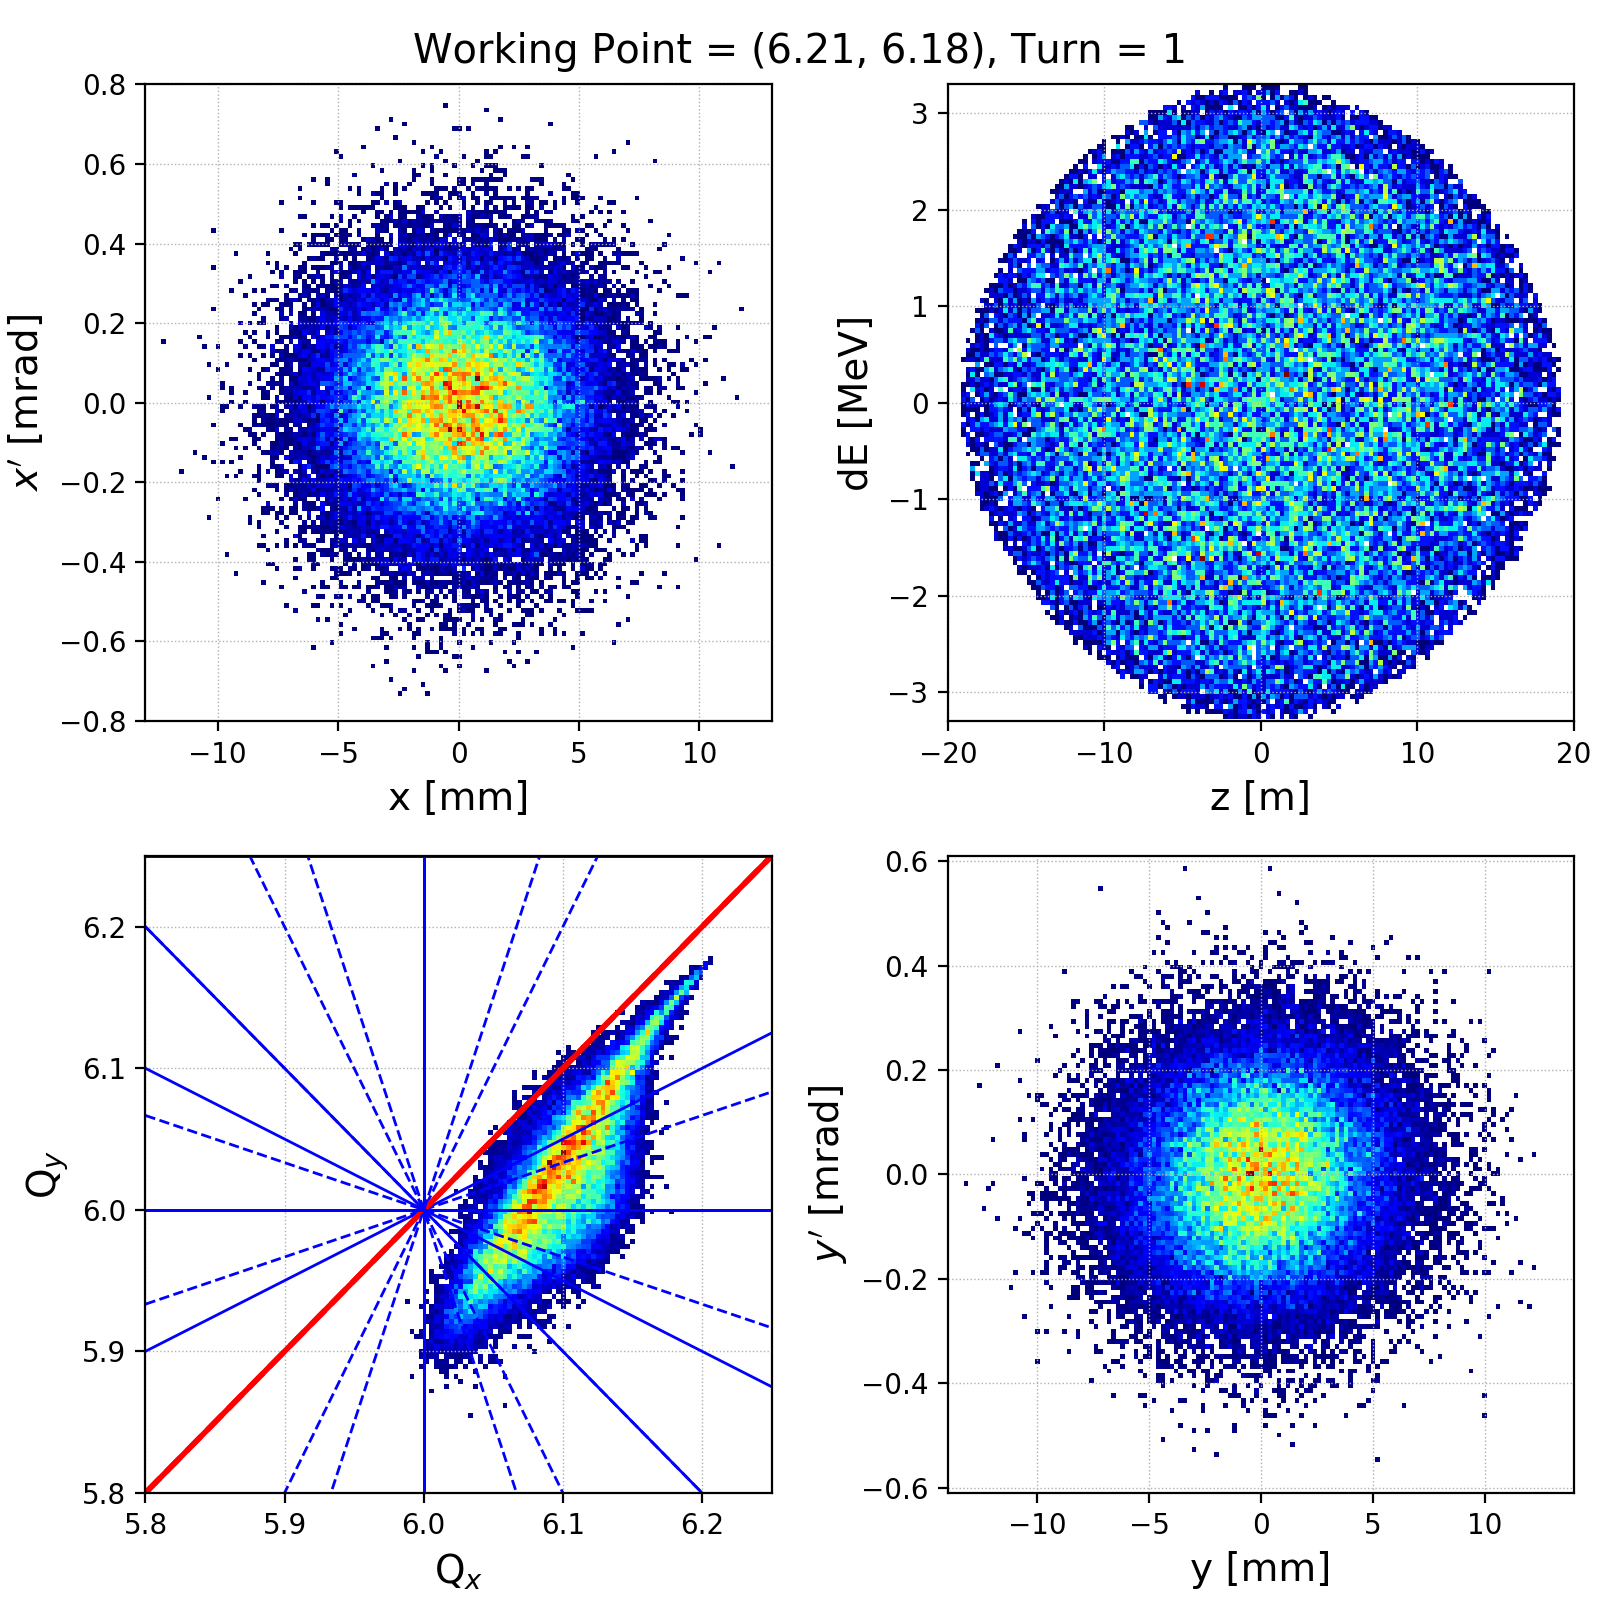 Working Point = (6.21, 6.18), Turn = 1
0.8
0.6
0.4
0.2
0.0
−0.2
−0.4
−0.6
−0.8
x′ [mrad]
−10 −5 0 5 10
x [mm]
3
2
1
0
−1
−2
−3
dE [MeV]
−20 −10 0 10 20
z [m]
6.2
6.1
6.0
5.9
5.8
Qy
5.8 5.9 6.0 6.1 6.2
Qx
0.6
0.4
0.2
0.0
−0.2
−0.4
−0.6
y′ [mrad]
−10 −5 0 5 10
y [mm]